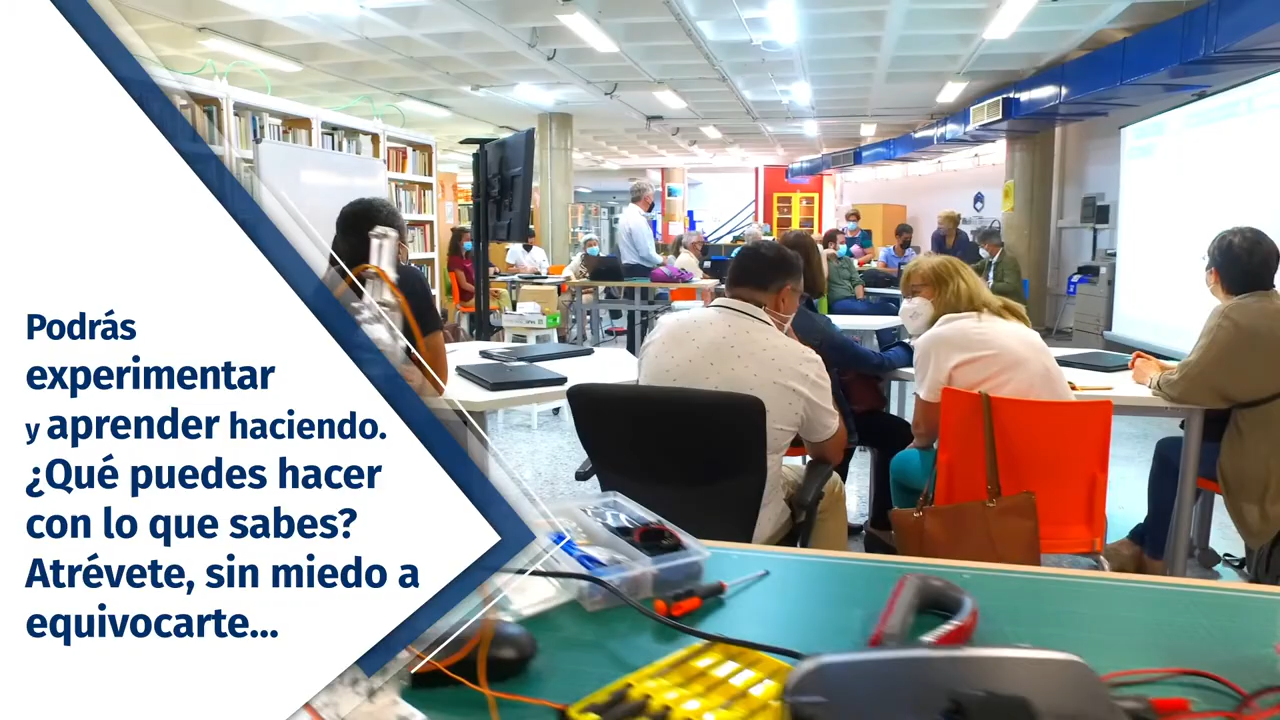 Podrás
experimentar
y aprender haciendo.
¿Qué puedes hacer
con lo que sabes?
Atrévete, sin miedo a
equivocarte...